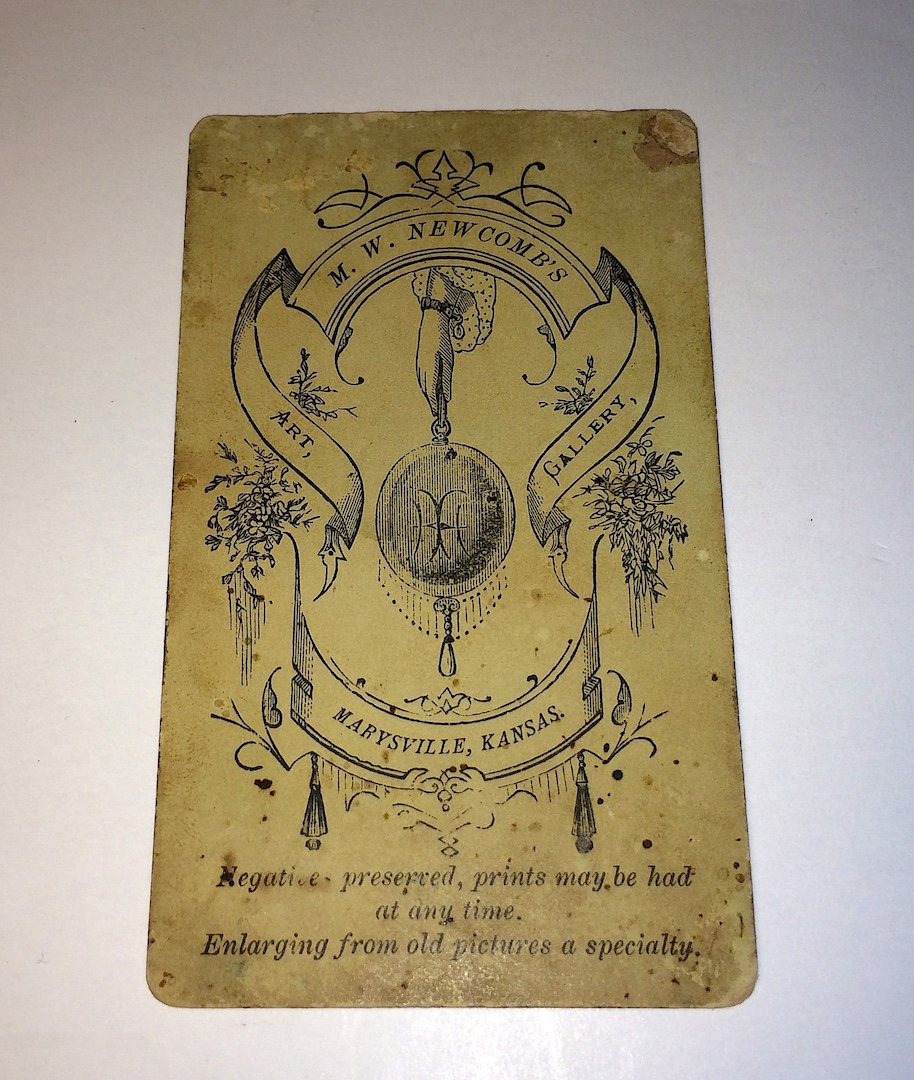 M. W. NEWCOMB'S
ART,
GALLERY,
MARYSVILLE, KANSAS.
preserved, prints may be had
at any time.
Enlarging from old pictures a specialty.